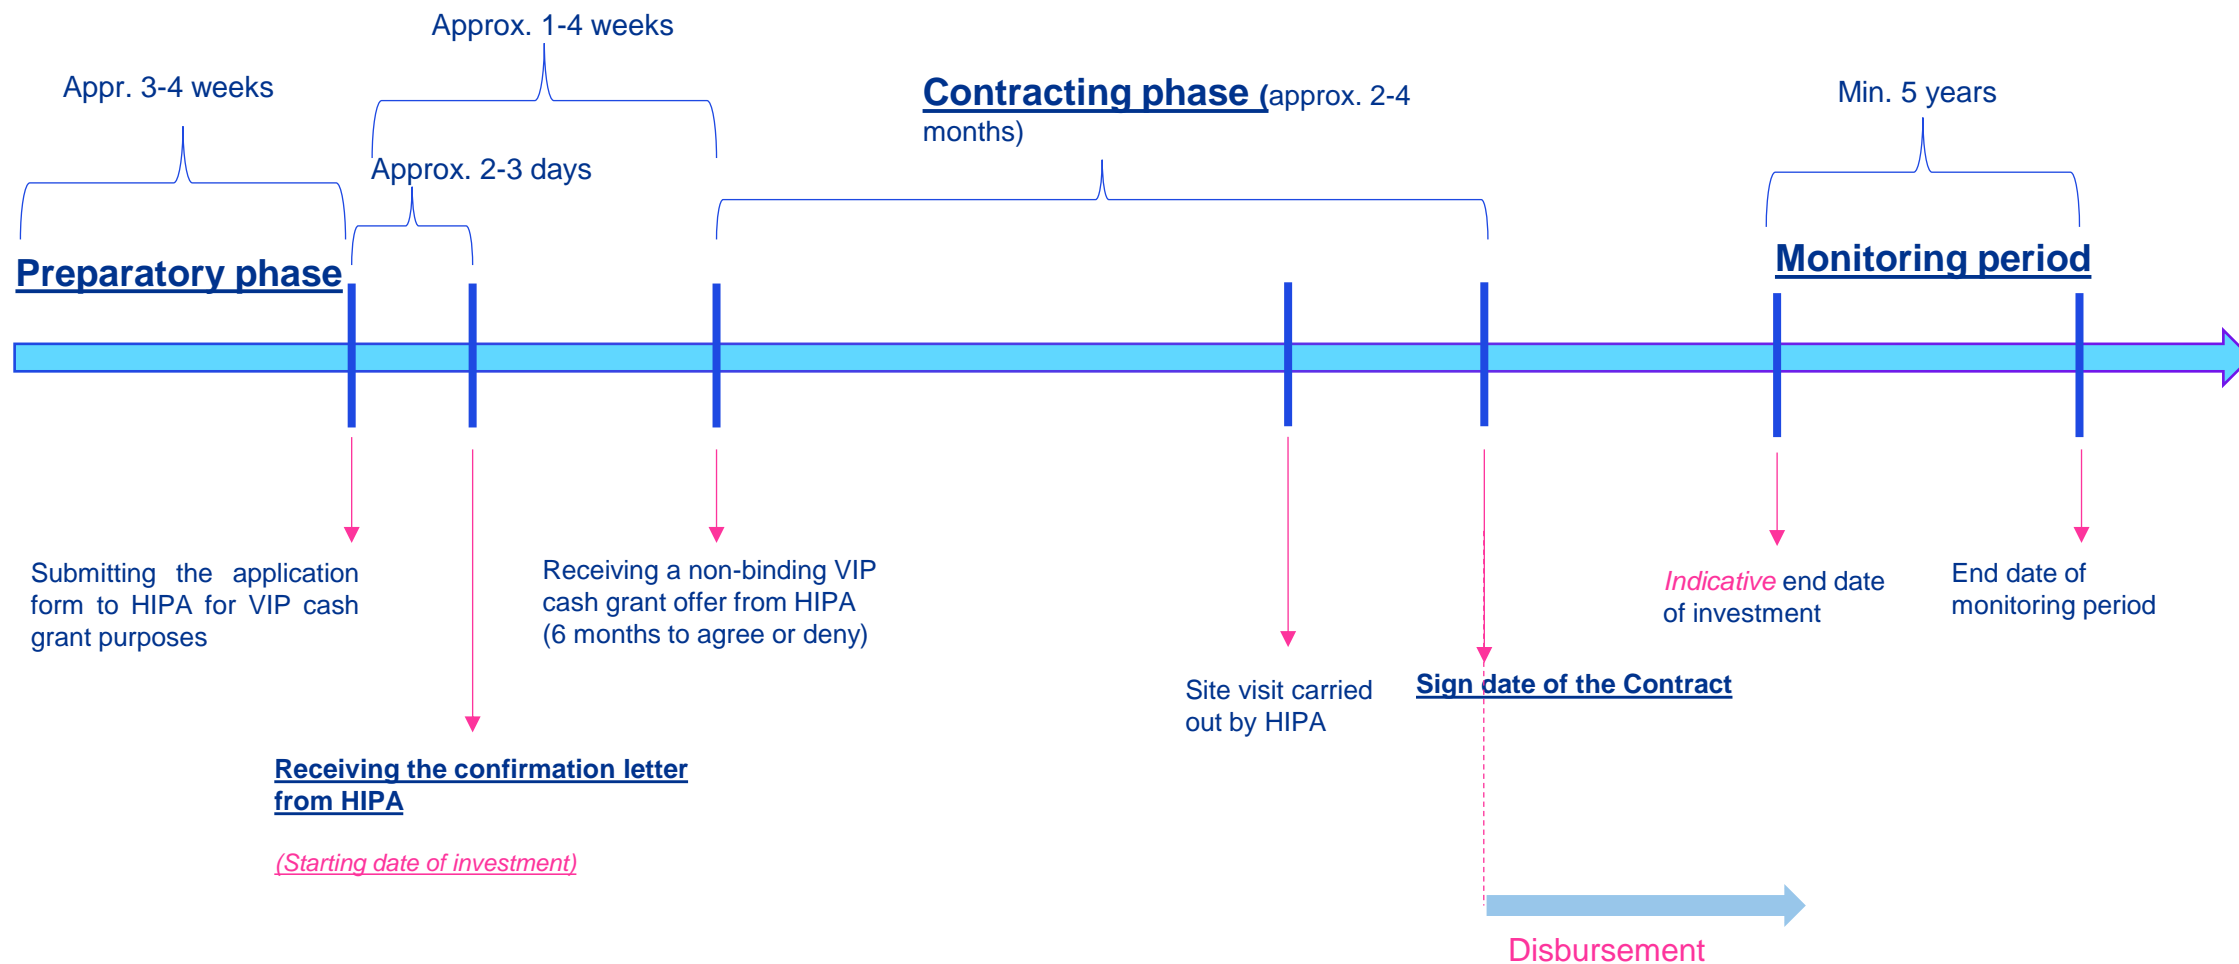 Approx. 1-4 weeks
Appr. 3-4 weeks
Contracting phase (approx. 2-4
months)
Min. 5 years
Approx. 2-3 days
Preparatory phase
Monitoring period
Submitting the application
form to HIPA for VIP cash
grant purposes
Receiving the confirmation letter
from HIPA
(Starting date of investment)
Receiving a non-binding VIP
cash grant offer from HIPA
(6 months to agree or deny)
Site visit carried
out by HIPA
Sign date of the Contract
Indicative end date
of investment
End date of
monitoring period
Disbursement